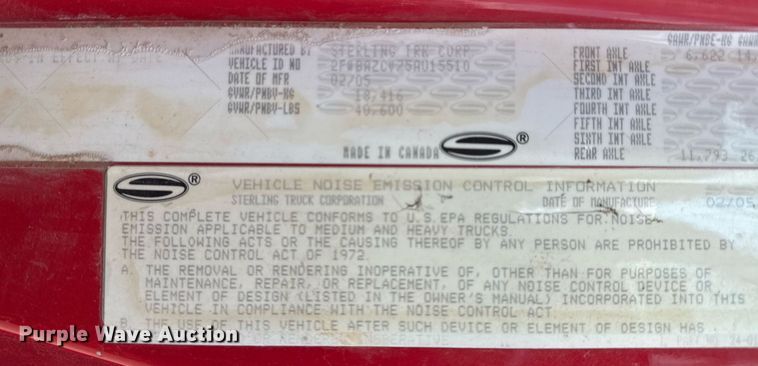 GAWR/PNBE-KG GAWR
MANUFACTURED BY STERLING TRK CORP
VEHICLE ID NO
DATE OF MFR 02/05
GVWR/PNBV-KG 18,416
GVWR/PNBV-LBS 40,600
FRONT AXLE 6,622
FIRST INT AXLE
SECOND INT AXLE
THIRD INT AXLE
FOURTH INT AXLE
FIFTH INT AXLE
SIXTH INT AXLE
REAR AXLE 11,793
MADE IN CANADA ®
® VEHICLE NOISE EMISSION CONTROL INFORMATION
STERLING TRUCK CORPORATION DATE OF MANUFACTURE 02/05
THIS COMPLETE VEHICLE CONFORMS TO U.S.EPA REGULATIONS FOR NOISE
EMISSION APPLICABLE TO MEDIUM AND HEAVY TRUCKS.
THE FOLLOWING ACTS OR THE CAUSING THEREOF BY ANY PERSON ARE PROHIBITED BY
THE NOISE CONTROL ACT OF 1972.
A. THE REMOVAL OR RENDERING INOPERATIVE OF, OTHER THAN FOR PURPOSES OF
MAINTENANCE, REPAIR, OR REPLACEMENT, OF ANY NOISE CONTROL DEVICE OR
ELEMENT OF DESIGN (LISTED IN THE OWNER'S MANUAL) INCORPORATED INTO THIS
VEHICLE IN COMPLIANCE WITH THE NOISE CONTROL ACT.
B. THE USE OF THIS VEHICLE AFTER SUCH DEVICE OR ELEMENT OF DESIGN HAS
Purple Wave Auction